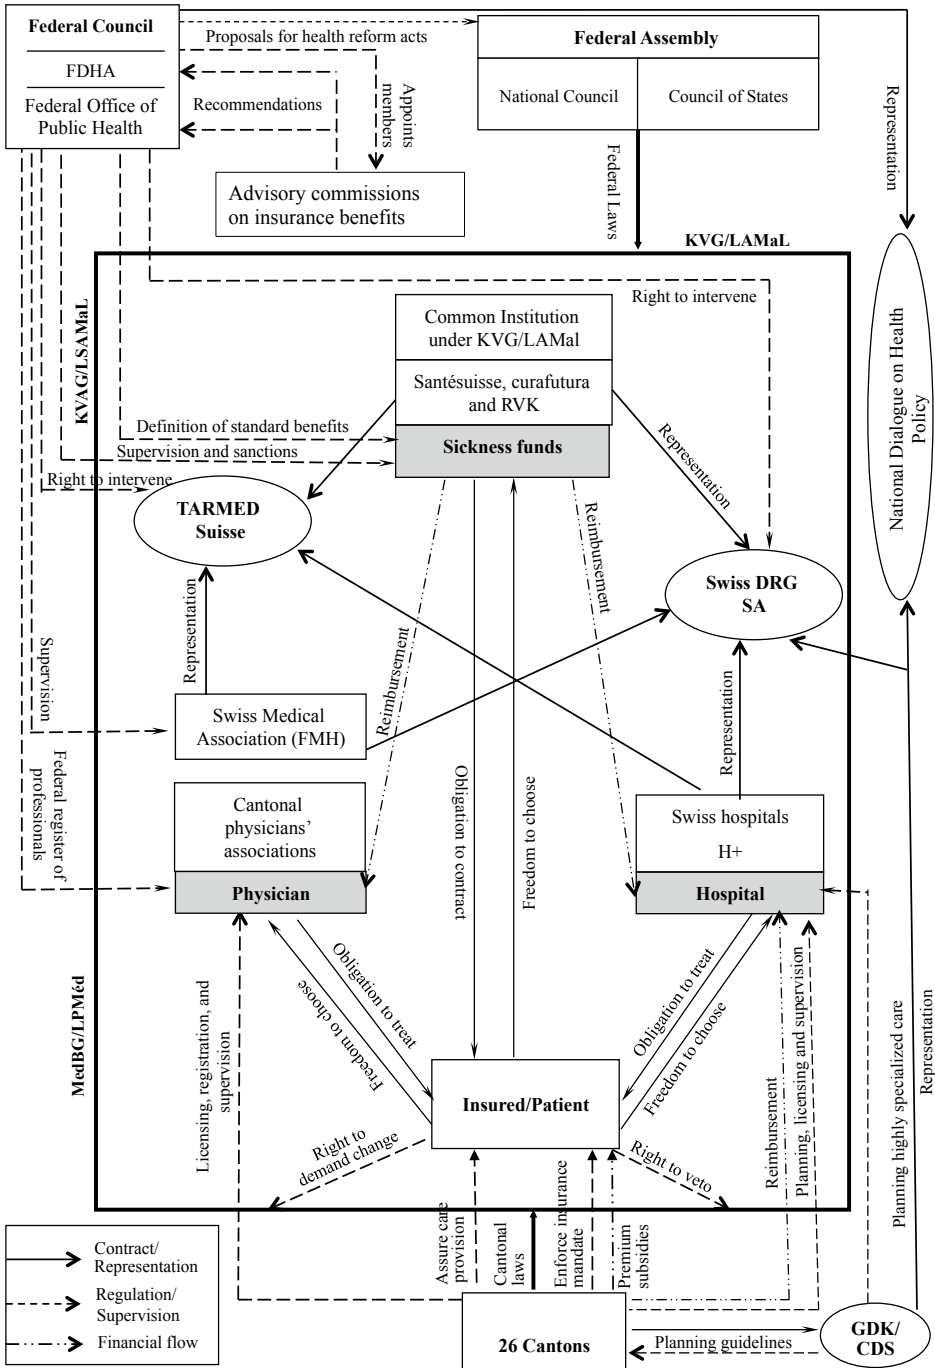 Federal Council
FDHA
Federal Office of
Public Health
Proposals for health reform acts
Recommendations
Appoints
members
Advisory commissions
on insurance benefits
Federal Assembly
National Council
Council of States
Federal Laws
Representation
KVG/LAMaL
KVAG/LSAMaL
Right to intervene
Common Institution
under KVG/LAMal
Santésuisse, curafutura
and RVK
Sickness funds
Definition of standard benefits
Supervision and sanctions
Right to intervene
TARMED
Suisse
Representation
Swiss DRG
SA
National Dialogue on Health
Policy
Reimbursement
Reimbursement
Representation
Supervision
Swiss Medical
Association (FMH)
Representation
Federal register of
professionals
Cantonal
physicians’
associations
Physician
Obligation to contract
Freedom to choose
Swiss hospitals
H+
Hospital
MedBG/LPMéd
Licensing, registration, and
supervision
Obligation to treat
Freedom to choose
Obligation to treat
Freedom to choose
Insured/Patient
Right to
demand change
Right to veto
Reimbursement
Planning, licensing and supervision
Planning highly specialized care
Representation
Assure care
provision
Cantonal
laws
Enforce insurance
mandate
Premium
subsidies
26 Cantons
Planning guidelines
GDK/
CDS
Contract/
Representation
Regulation/
Supervision
Financial flow